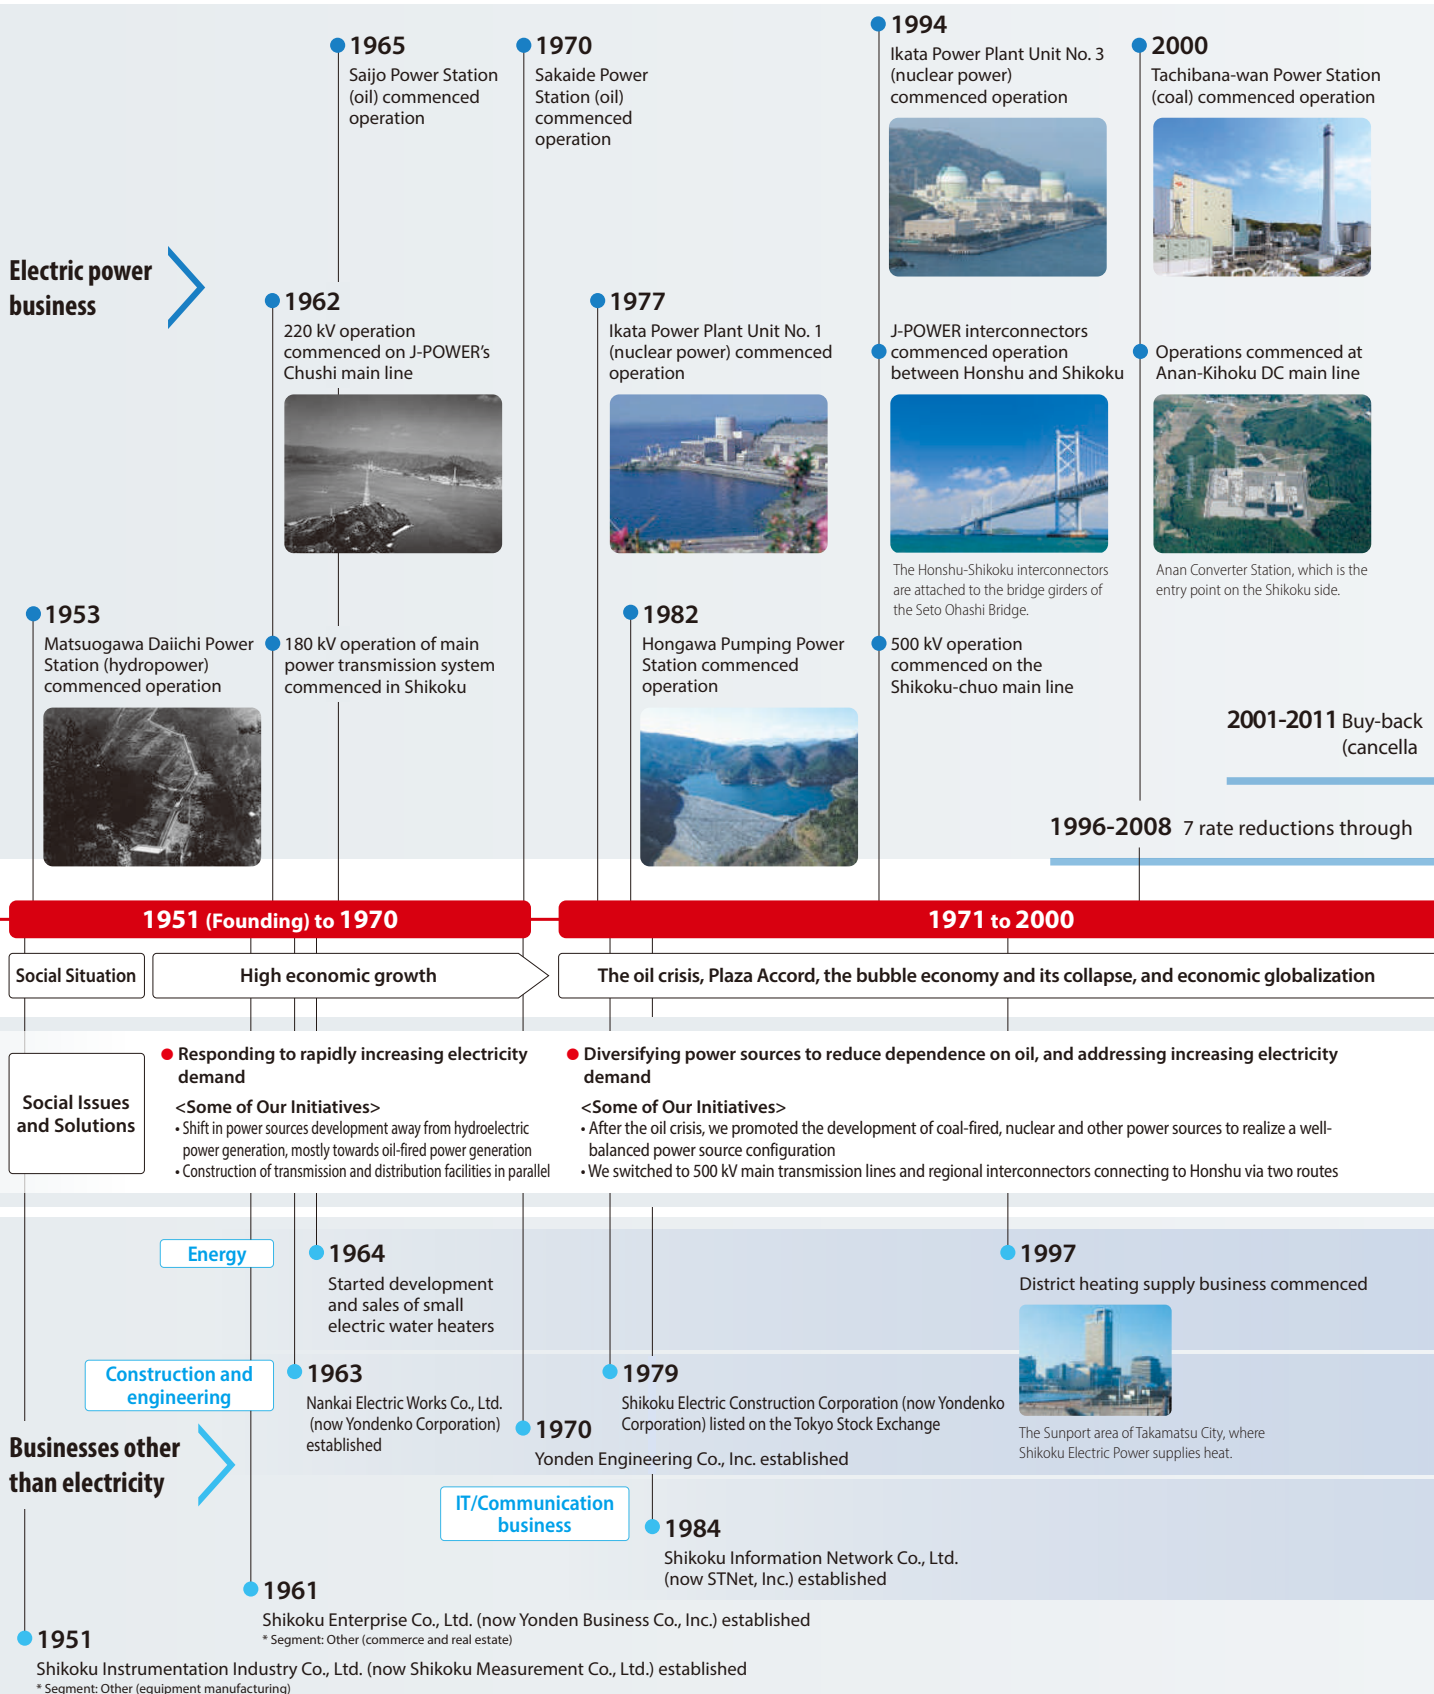 1965
Saijo Power Station
(oil) commenced
operation
1970
Sakaide Power
Station (oil)
commenced
operation
1994
Ikata Power Plant Unit No. 3
(nuclear power)
commenced operation
2000
Tachibana-wan Power Station
(coal) commenced operation
Electric power
business
1962
220 kV operation
commenced on J-POWER's
Chushi main line
1977
Ikata Power Plant Unit No. 1
(nuclear power) commenced
operation
J-POWER interconnectors
commenced operation
between Honshu and Shikoku
Operations commenced at
Anan-Kihoku DC main line
The Honshu-Shikoku interconnectors
are attached to the bridge girders of
the Seto Ohashi Bridge.
Anan Converter Station, which is the
entry point on the Shikoku side.
1953
Matsuogawa Daiichi Power
Station (hydropower)
commenced operation
180 kV operation of main
power transmission system
commenced in Shikoku
1982
Hongawa Pumping Power
Station commenced
operation
500 kV operation
commenced on the
Shikoku-chuo main line
2001-2011 Buy-back
(cancella
1996-2008 7 rate reductions through
1951 (Founding) to 1970
1971 to 2000
Social Situation
High economic growth
The oil crisis, Plaza Accord, the bubble economy and its collapse, and economic globalization
Social Issues
and Solutions
● Responding to rapidly increasing electricity
demand
<Some of Our Initiatives>
• Shift in power sources development away from hydroelectric
power generation, mostly towards oil-fired power generation
• Construction of transmission and distribution facilities in parallel
● Diversifying power sources to reduce dependence on oil, and addressing increasing electricity
demand
<Some of Our Initiatives>
• After the oil crisis, we promoted the development of coal-fired, nuclear and other power sources to realize a well-
balanced power source configuration
• We switched to 500 kV main transmission lines and regional interconnectors connecting to Honshu via two routes
Energy
1964
Started development
and sales of small
electric water heaters
1997
District heating supply business commenced
The Sunport area of Takamatsu City, where
Shikoku Electric Power supplies heat.
Construction and
engineering
1963
Nankai Electric Works Co., Ltd.
(now Yondenko Corporation)
established
1979
Shikoku Electric Construction Corporation (now Yondenko
Corporation) listed on the Tokyo Stock Exchange
1970
Yonden Engineering Co., Inc. established
Businesses other
than electricity
IT/Communication
business
1984
Shikoku Information Network Co., Ltd.
(now STNet, Inc.) established
1961
Shikoku Enterprise Co., Ltd. (now Yonden Business Co., Inc.) established
* Segment: Other (commerce and real estate)
1951
Shikoku Instrumentation Industry Co., Ltd. (now Shikoku Measurement Co., Ltd.) established
* Segment: Other (equipment manufacturing)